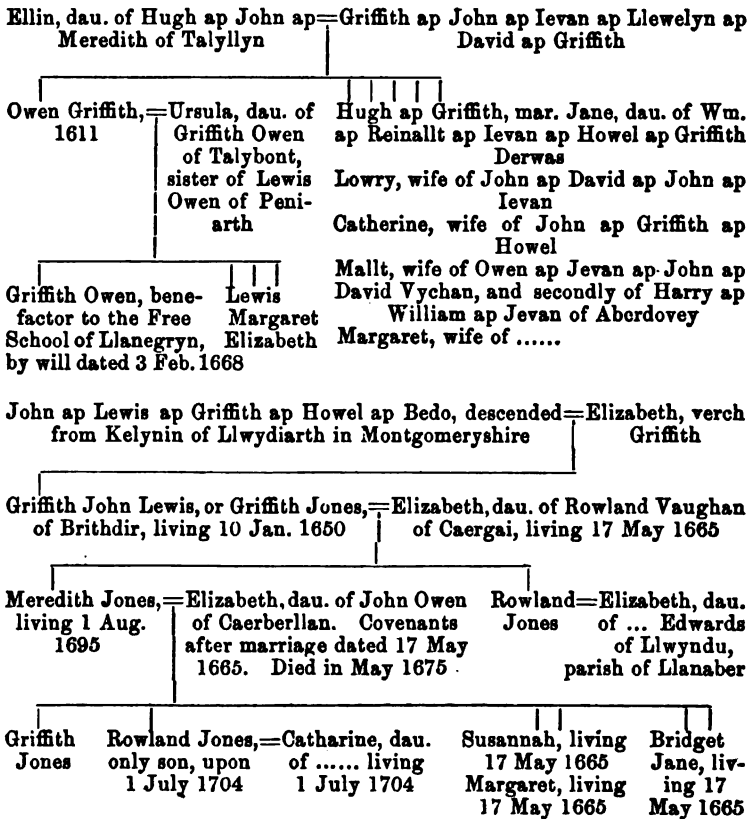 Ellin, dau. of Hugh ap John ap=Griffith ap John ap Ievan ap Llewelyn ap
Meredith of Talyllyn
David ap Griffith
Owen Griffith,=
1611
Ursula, dau. of
Griffith Owen
of Talybont,
sister of Lewis
Owen of Peni-
arth
Hugh ap Griffith, mar. Jane, dau. of Wm.
ap Reinallt ap Ievan ap Howel ap Griffith
Derwas
Lowry, wife of John ap David ap John ap
Ievan
Catherine, wife of John ap Griffith ap
Howel
Mallt, wife of Owen ap Jevan ap John ap
David Vychan, and secondly of Harry ap
William ap Jevan of Aberdovey
Margaret, wife of ......
Griffith Owen, bene-
factor to the Free
School of Llanegryn,
by will dated 3 Feb. 1668
Lewis
Margaret
Elizabeth
John ap Lewis ap Griffith ap Howel ap Bedo, descended=Elizabeth, verch
from Kelynin of Llwydiarth in Montgomeryshire
Griffith
Griffith John Lewis, or Griffith Jones,=Elizabeth, dau. of Rowland Vaughan
of Brithdir, living 10 Jan. 1650
of Caergai, living 17 May 1665
Meredith Jones,=
living 1 Aug.
1695
Elizabeth, dau. of John Owen
of Caerberllan. Covenants
after marriage dated 17 May
1665. Died in May 1675
Rowland=
Jones
Elizabeth, dau.
of ... Edwards
of Llwyndu,
parish of Llanaber
Griffith
Jones
Rowland Jones,=
only son, upon
1 July 1704
Catharine, dau.
of ...... living
1 July 1704
Susannah, living
17 May 1665
Margaret, living
17 May 1665
Bridget
Jane, liv-
ing 17
May 1665